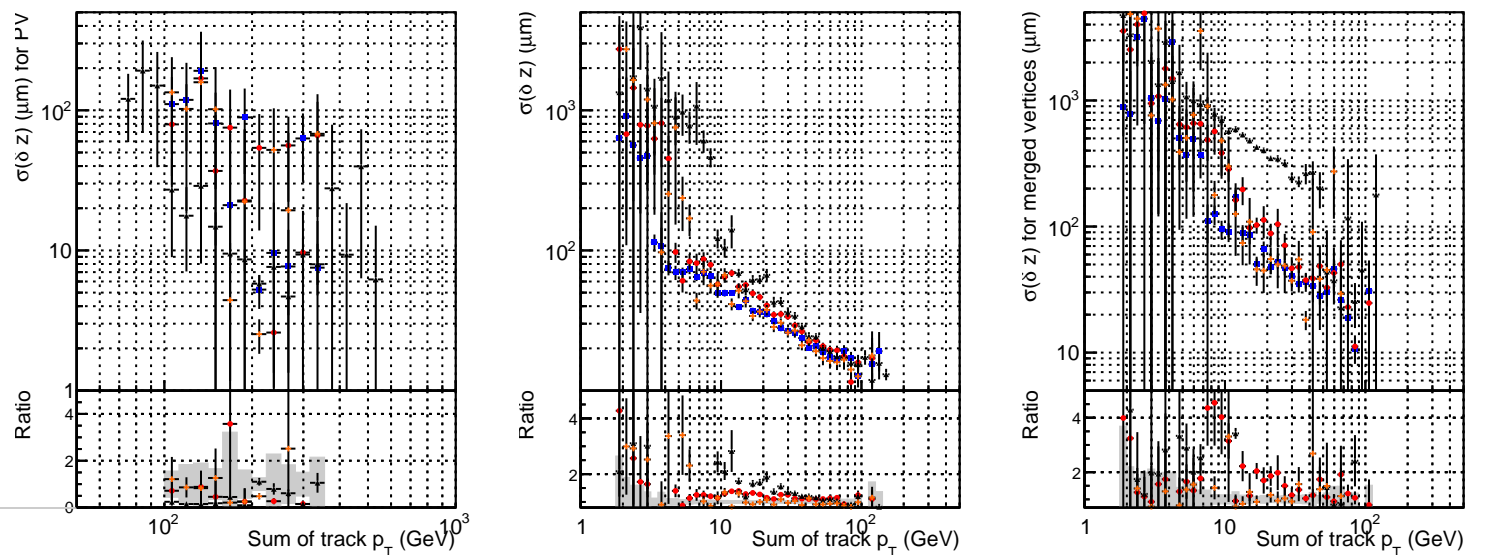 σ(δ z) (μm) for PV
10²
10
1
Ratio
4
2
0
10²
10³
Sum of track p_T (GeV)
σ(δ z) (μm)
10³
10²
Ratio
4
2
1
10
10²
Sum of track p_T (GeV)
σ(δ z) for merged vertices (μm)
10³
10²
10
Ratio
4
2
1
10
10²
Sum of track p_T (GeV)